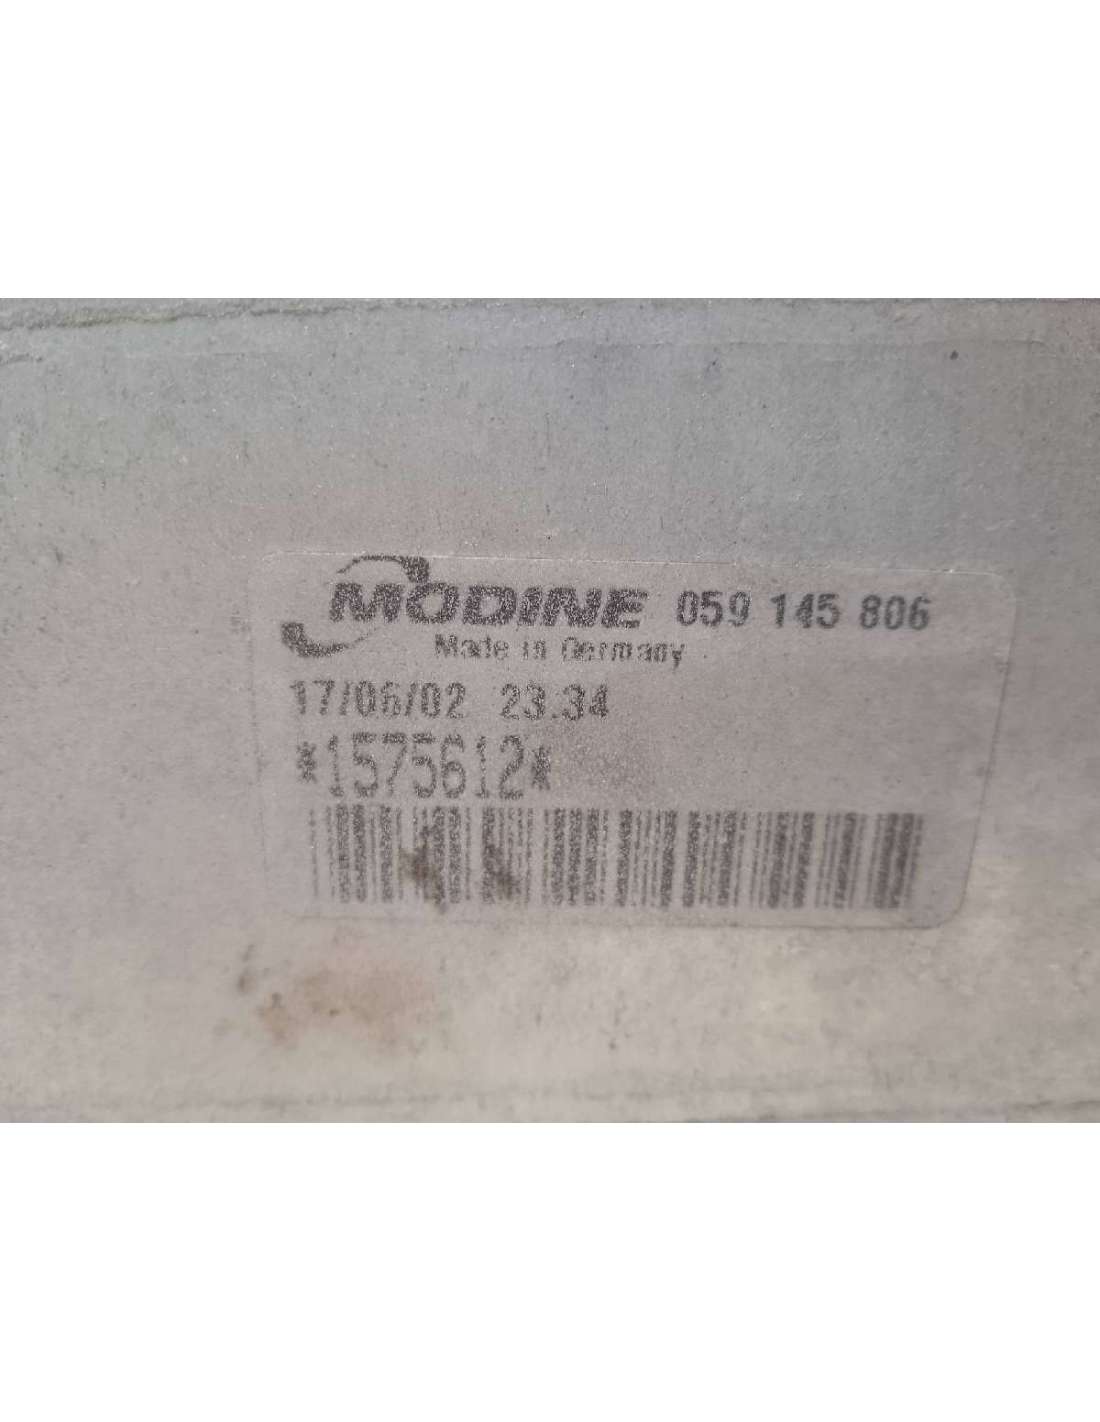 MODINE 059 145 806
Made in Germany
17/06/02 23.34
*1575612*